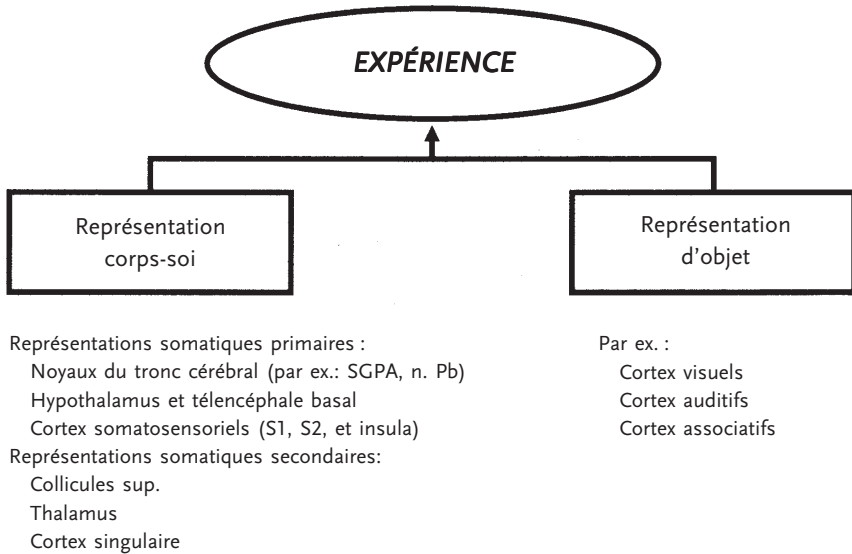 EXPÉRIENCE
Représentation
corps-soi
Représentation
d'objet
Représentations somatiques primaires :
Noyaux du tronc cérébral (par ex.: SGPA, n. Pb)
Hypothalamus et télencéphale basal
Cortex somatosensoriels (S1, S2, et insula)
Représentations somatiques secondaires:
Collicules sup.
Thalamus
Cortex singulaire
Par ex. :
Cortex visuels
Cortex auditifs
Cortex associatifs